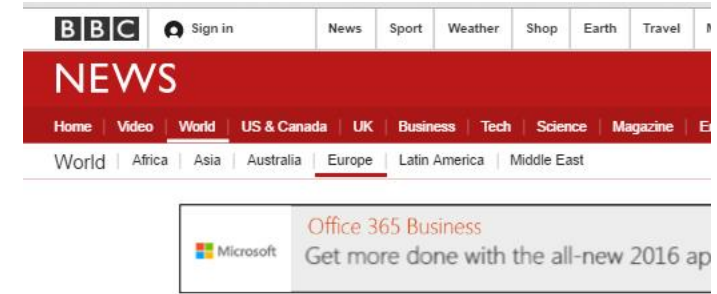 BBC Sign in News Sport Weather Shop Earth Travel
NEWS
Home Video World US & Canada UK Business Tech Science Magazine
World Africa Asia Australia Europe Latin America Middle East
Office 365 Business
Microsoft Get more done with the all-new 2016